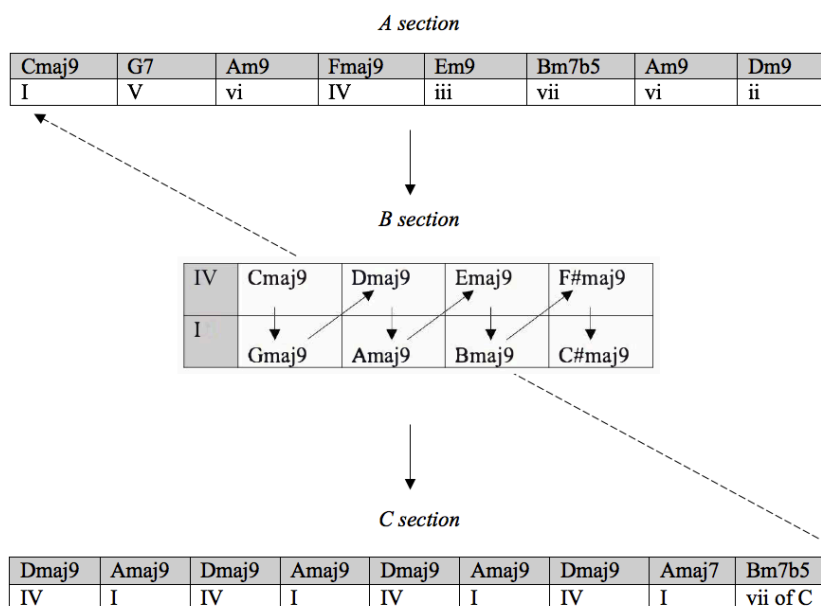 A section
Cmaj9 G7 Am9 Fmaj9 Em9 Bm7b5 Am9 Dm9
I V vi IV iii vii vi ii
B section
IV Cmaj9 Dmaj9 Emaj9 F#maj9
I Gmaj9 Amaj9 Bmaj9 C#maj9
C section
Dmaj9 Amaj9 Dmaj9 Amaj9 Dmaj9 Amaj9 Dmaj9 Amaj7 Bm7b5
IV I IV I IV I IV I vii of C